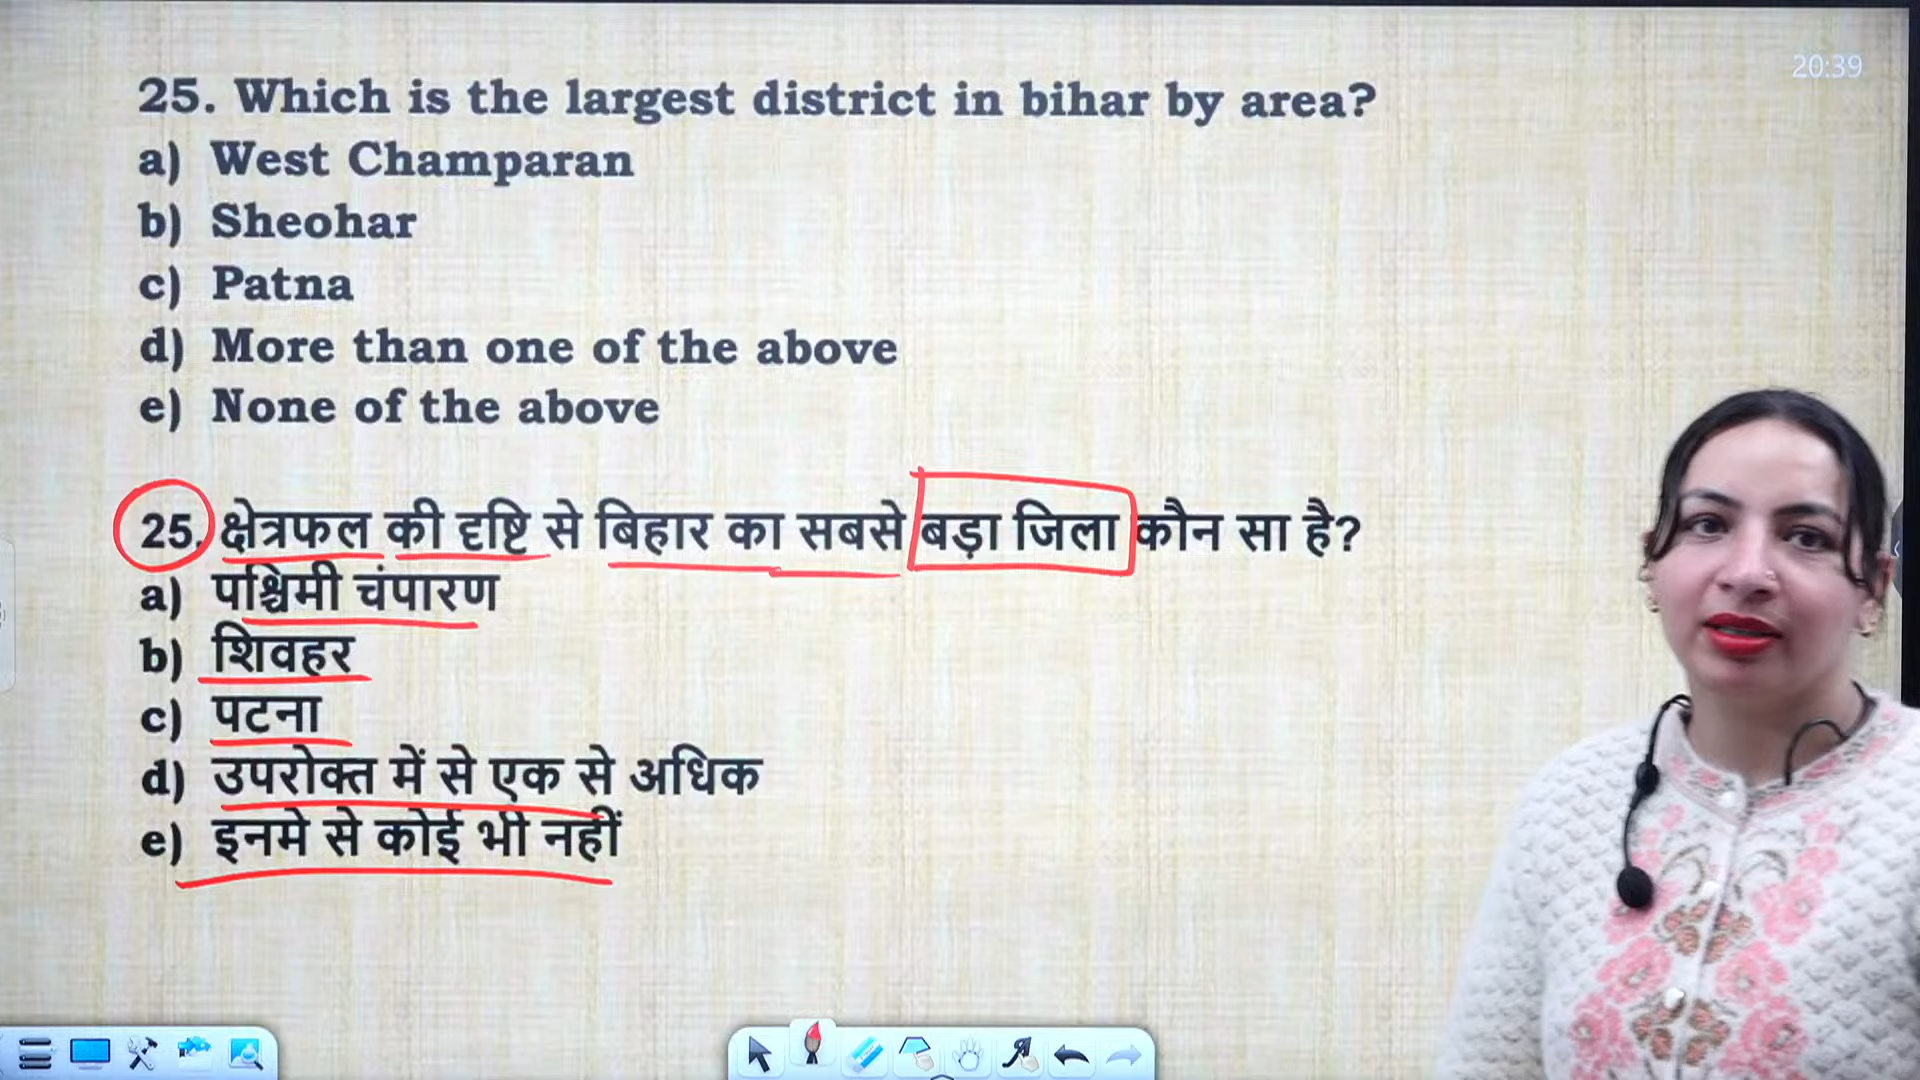 20:39
25. Which is the largest district in bihar by area?
a) West Champaran
b) Sheohar
c) Patna
d) More than one of the above
e) None of the above
25. क्षेत्रफल की दृष्टि से बिहार का सबसे बड़ा जिला कौन सा है?
a) पश्चिमी चंपारण
b) शिवहर
c) पटना
d) उपरोक्त में से एक से अधिक
e) इनमे से कोई भी नहीं